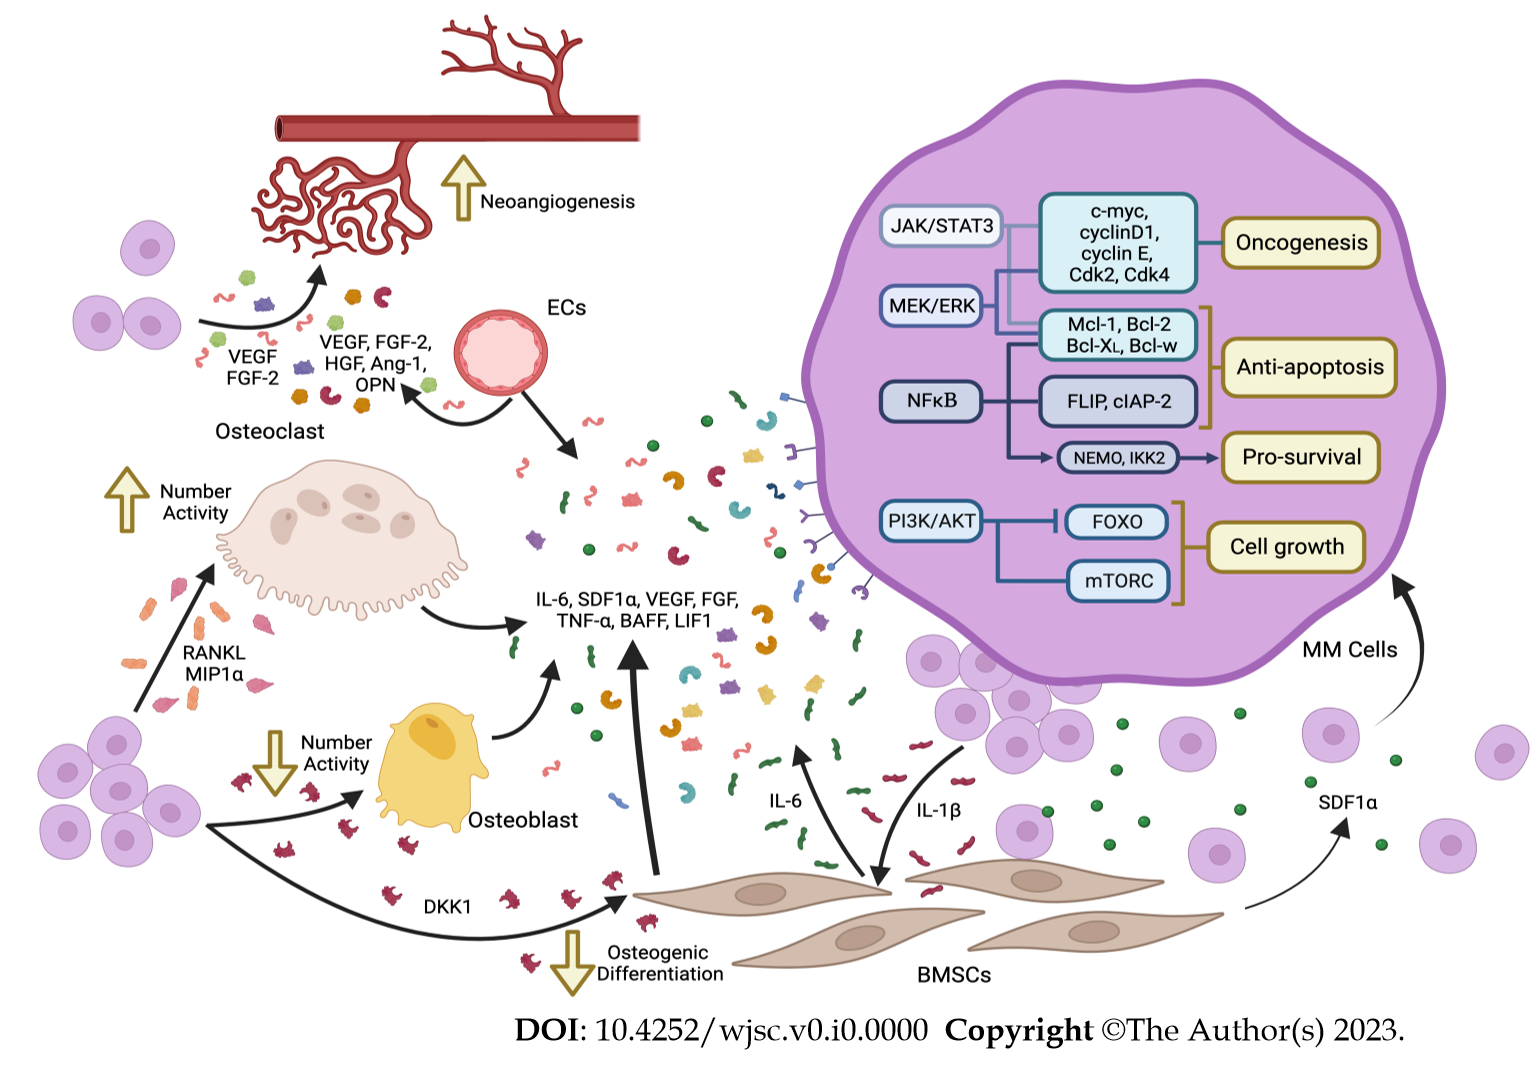 Neoangiogenesis
ECs
VEGF
FGF-2
VEGF, FGF-2,
HGF, Ang-1,
OPN
Osteoclast
Number
Activity
RANKL
MIP1α
IL-6, SDF1α, VEGF, FGF,
TNF-α, BAFF, LIF1
Number
Activity
Osteoblast
DKK1
Osteogenic
Differentiation
IL-6
IL-1β
BMSCs
SDF1α
MM Cells
JAK/STAT3
c-myc,
cyclinD1,
cyclin E,
Cdk2, Cdk4
Oncogenesis
MEK/ERK
Mcl-1, Bcl-2
Bcl-XL, Bcl-w
Anti-apoptosis
NFκB
FLIP, cIAP-2
NEMO, IKK2
Pro-survival
PI3K/AKT
FOXO
mTORC
Cell growth
DOI: 10.4252/wjsc.v0.i0.0000 Copyright ©The Author(s) 2023.